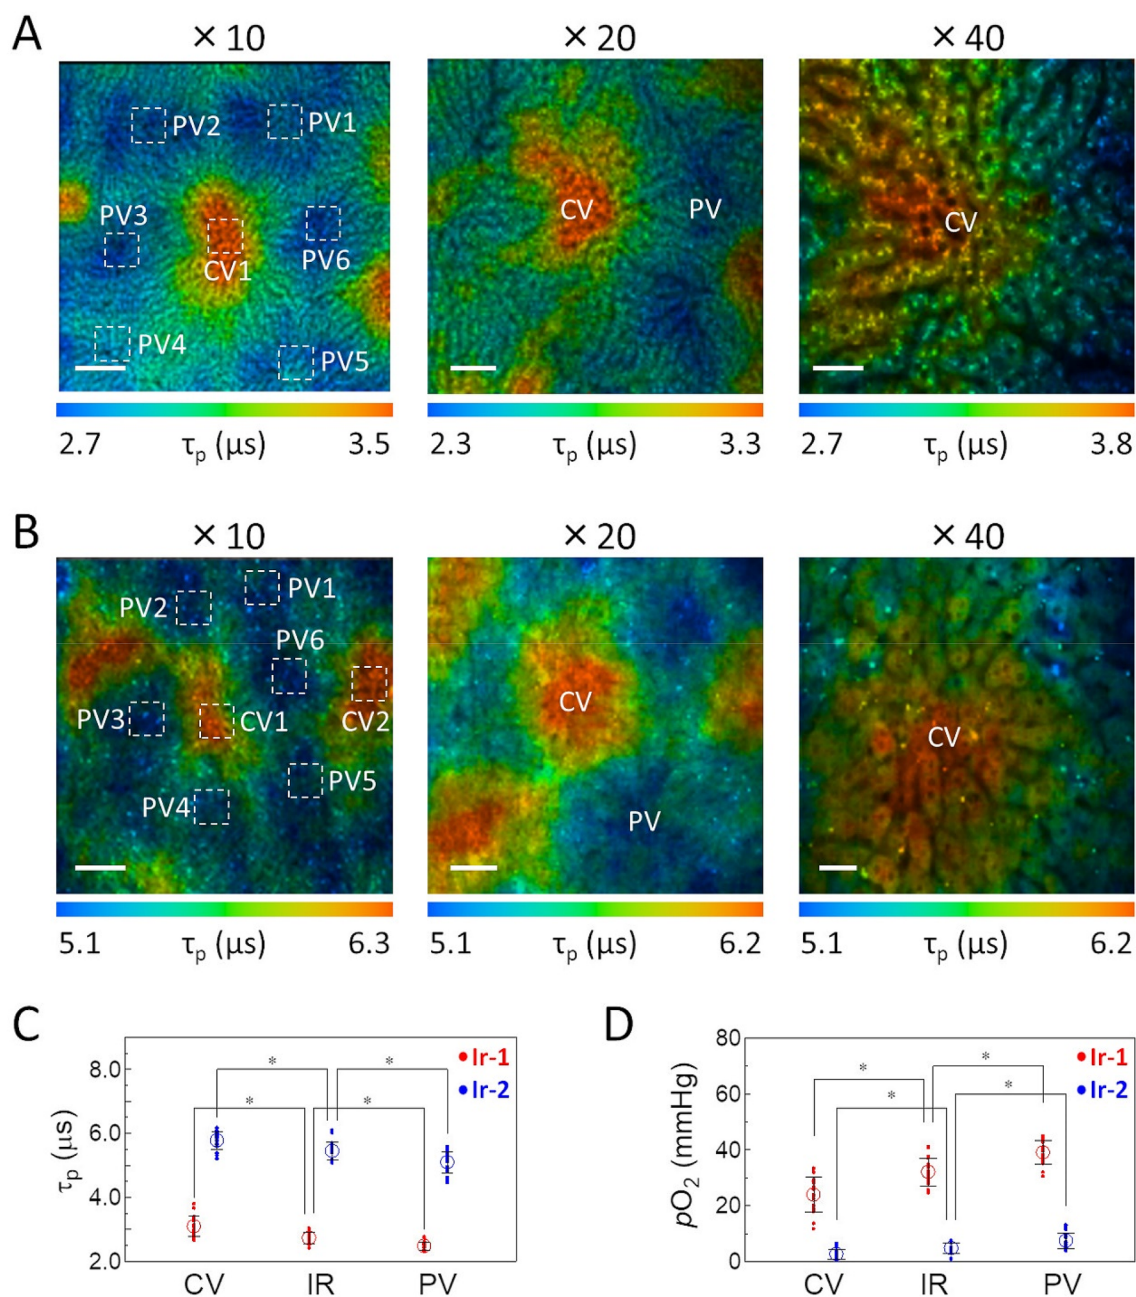 A
×10
×20
×40
PV2
PV1
PV3
CV1
PV6
PV4
PV5
CV
PV
CV
2.7 τp (μs) 3.5
2.3 τp (μs) 3.3
2.7 τp (μs) 3.8
B
×10
×20
×40
PV1
PV2
PV6
PV3
CV1
CV2
PV5
PV4
CV
PV
CV
5.1 τp (μs) 6.3
5.1 τp (μs) 6.2
5.1 τp (μs) 6.2
C
Ir-1
Ir-2
* *
* *
τp (μs)
8.0
6.0
4.0
2.0
CV IR PV
D
Ir-1
Ir-2
* *
* *
pO2 (mmHg)
80
60
40
20
0
CV IR PV